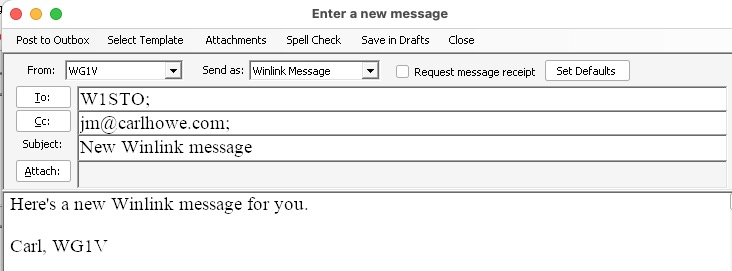 Enter a new message
Post to Outbox Select Template Attachments Spell Check Save in Drafts Close
From: WG1V Send as: Winlink Message Request message receipt Set Defaults
To: W1STO;
Cc: jm@carlhowe.com;
Subject: New Winlink message
Attach:
Here's a new Winlink message for you.
Carl, WG1V